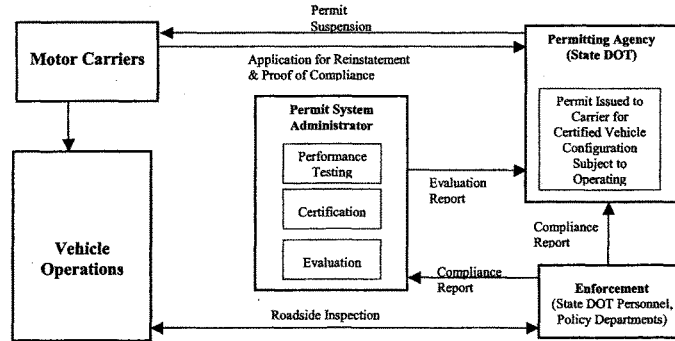 Permit
Suspension
Motor Carriers
Application for Reinstatement
& Proof of Compliance
Permitting Agency
(State DOT)
Permit Issued to
Carrier for
Certified Vehicle
Configuration
Subject to
Operating
Permit System
Administrator
Performance
Testing
Certification
Evaluation
Evaluation
Report
Compliance
Report
Vehicle
Operations
Compliance
Report
Enforcement
(State DOT Personnel,
Policy Departments)
Roadside Inspection